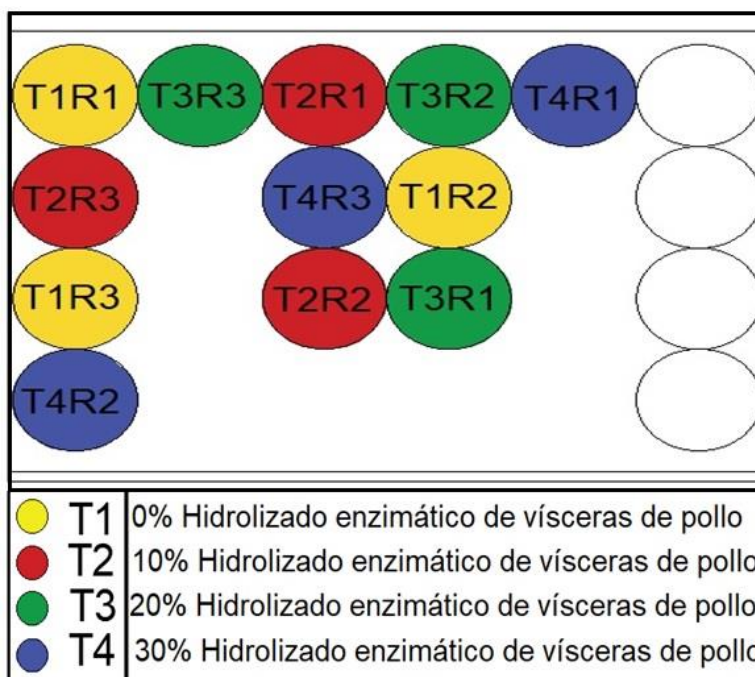 T1R1 T3R3 T2R1 T3R2 T4R1
T2R3 T4R3 T1R2
T1R3 T2R2 T3R1
T4R2
T1 0% Hidrolizado enzimático de vísceras de pollo
T2 10% Hidrolizado enzimático de vísceras de pollo
T3 20% Hidrolizado enzimático de vísceras de pollo
T4 30% Hidrolizado enzimático de vísceras de pollo